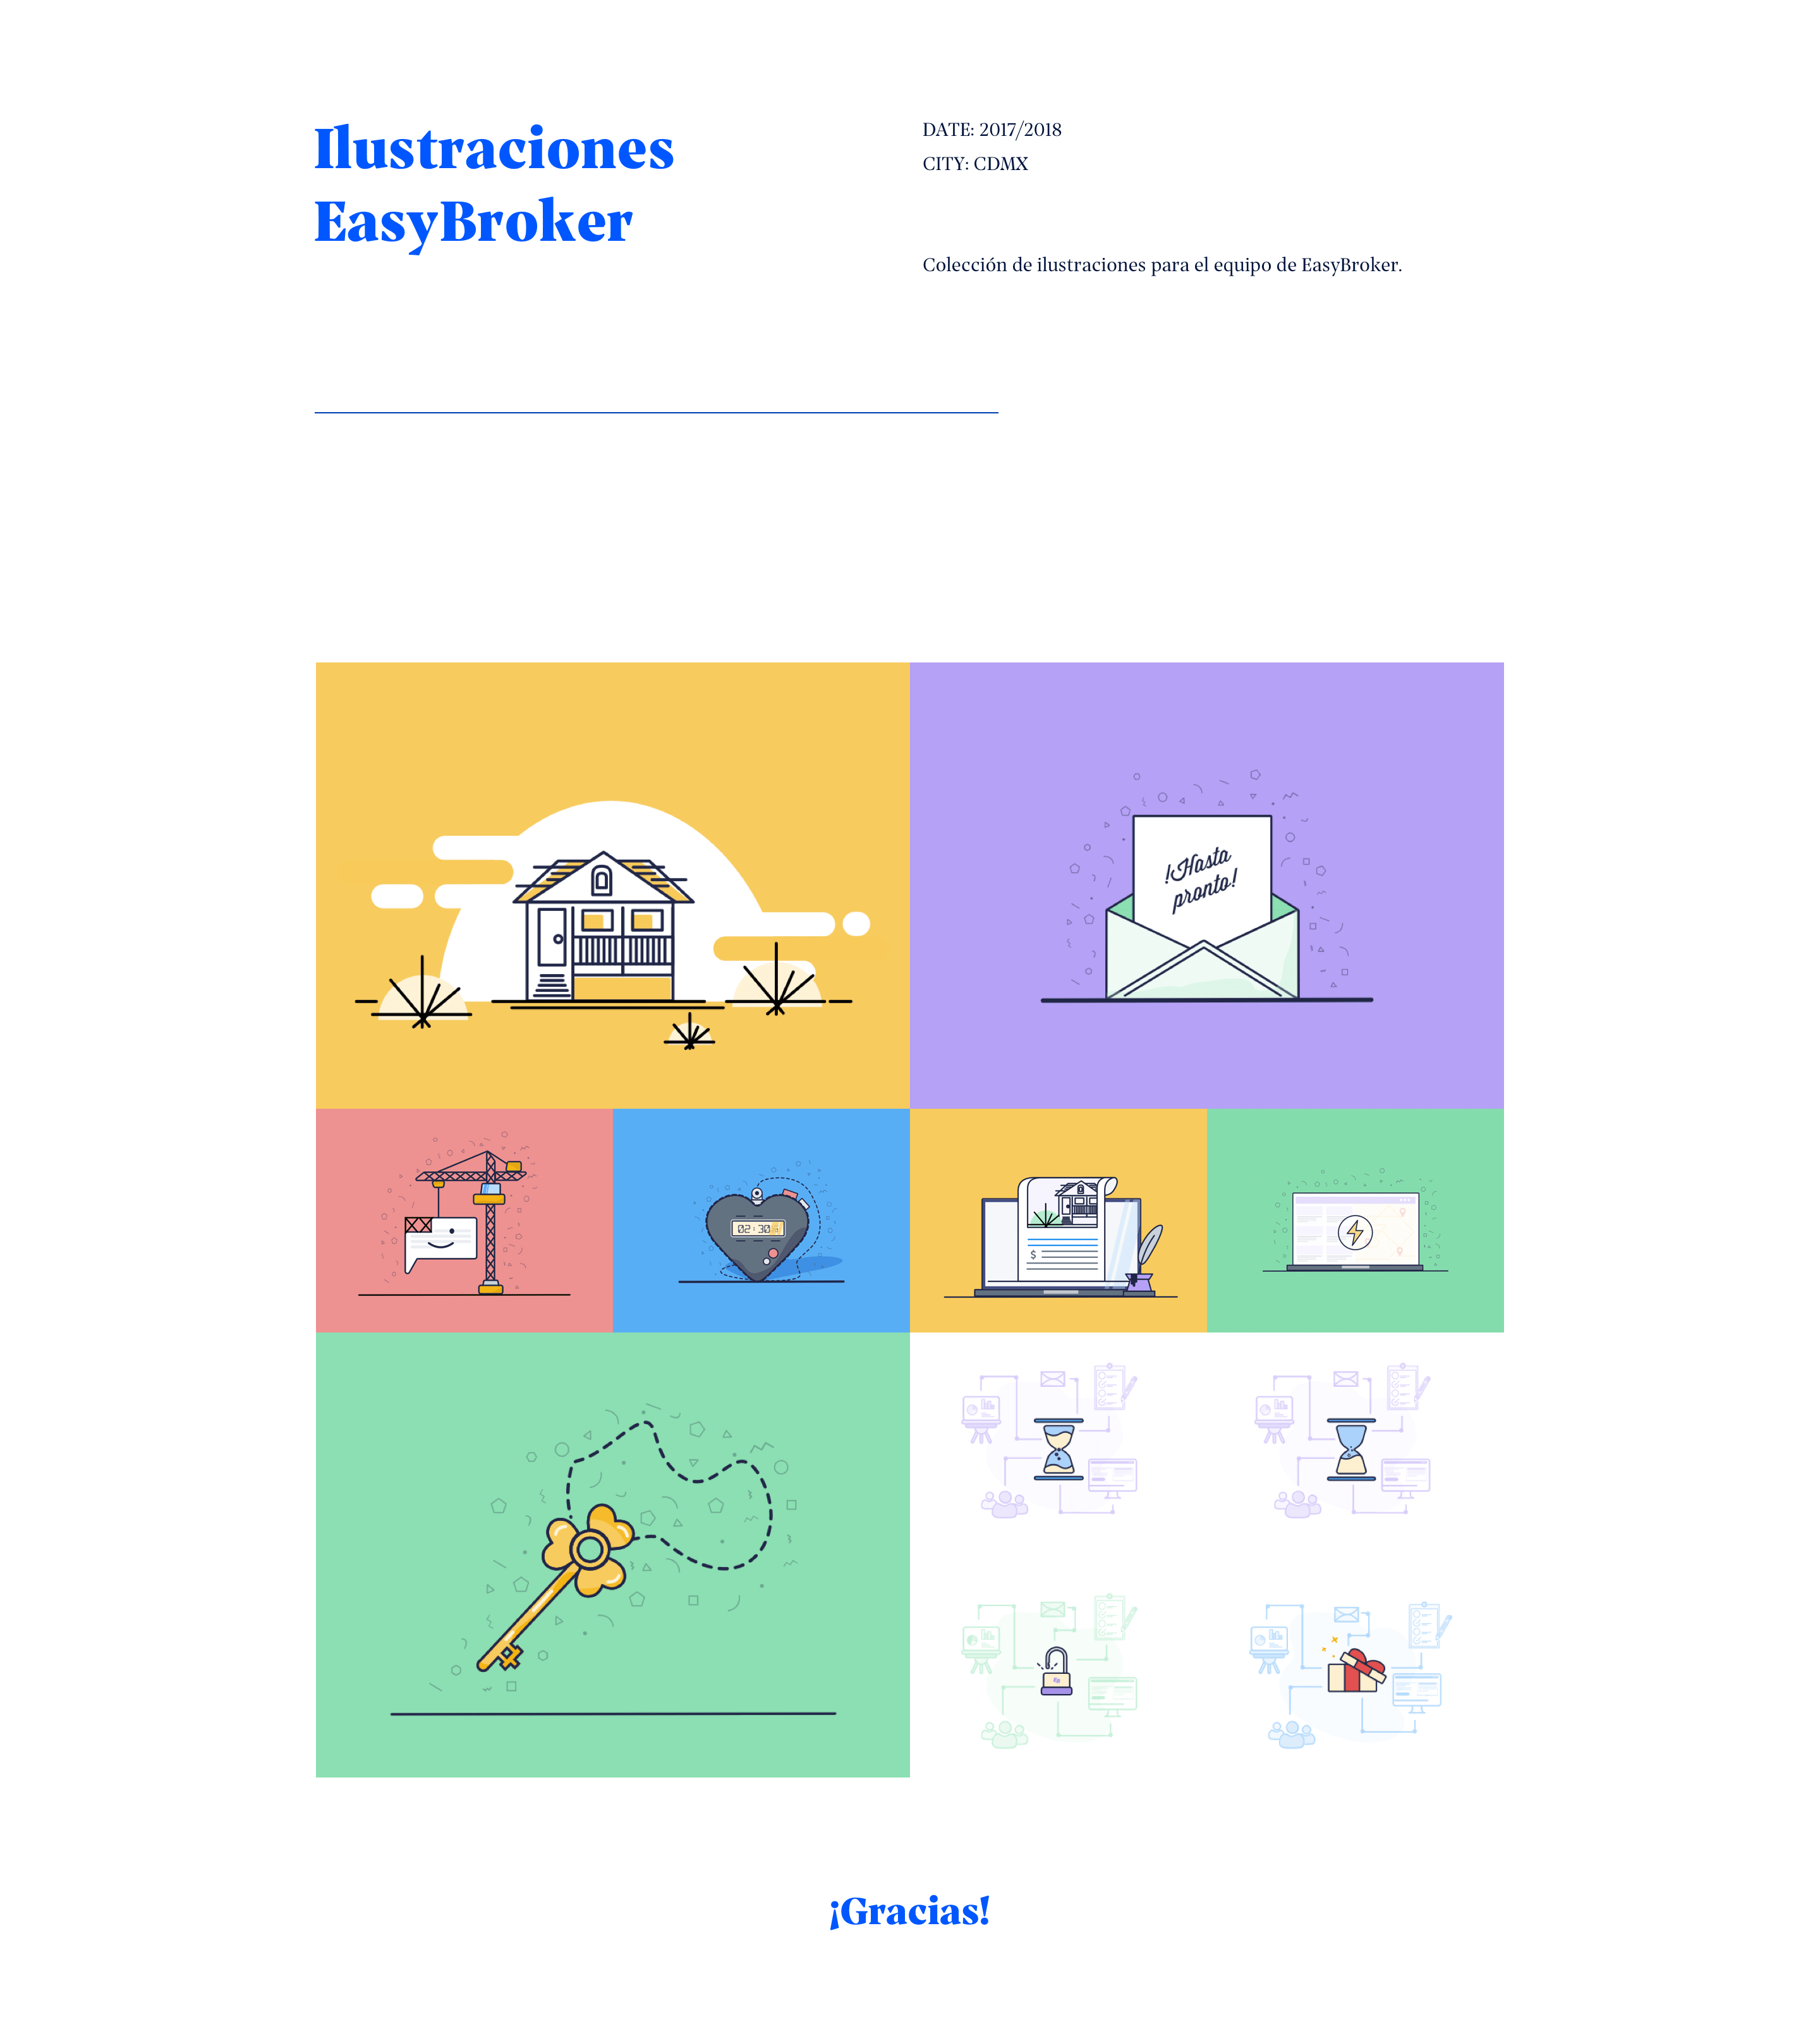 Ilustraciones
EasyBroker
DATE: 2017/2018
CITY: CDMX
Colección de ilustraciones para el equipo de EasyBroker.
!Hasta
pronto!
02:30
$
¡Gracias!